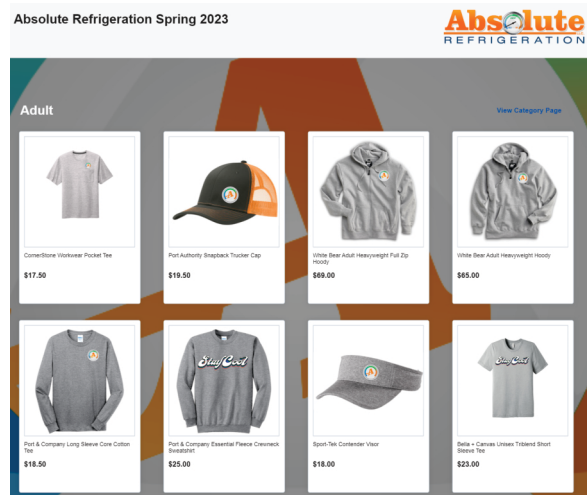 Absolute Refrigeration Spring 2023
Absolute
REFRIGERATION
Adult
View Category Page
CornerStone Workwear Pocket Tee
$17.50
Port Authority Snapback Trucker Cap
$19.50
White Bear Adult Heavyweight Full Zip
Hoody
$69.00
White Bear Adult Heavyweight Hoody
$65.00
Port & Company Long Sleeve Core Cotton
Tee
$18.50
Stay Cool
Port & Company Essential Fleece Crewneck
Sweatshirt
$25.00
Sport-Tek Contender Visor
$18.00
Stay Cool
Bella + Canvas Unisex Triblend Short
Sleeve Tee
$23.00